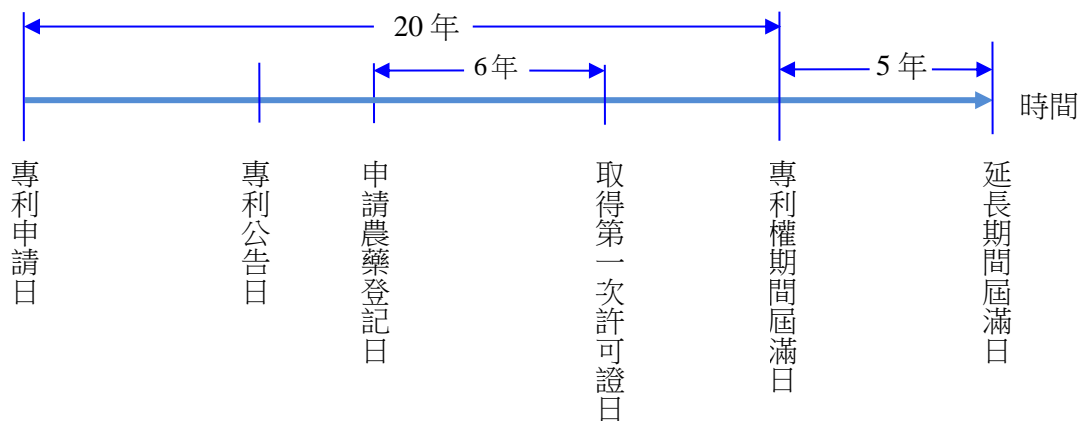 20 年
6年
5 年
時間
專利申請日
專利公告日
申請農藥登記日
取得第一次許可證日
專利權期間屆滿日
延長期間屆滿日